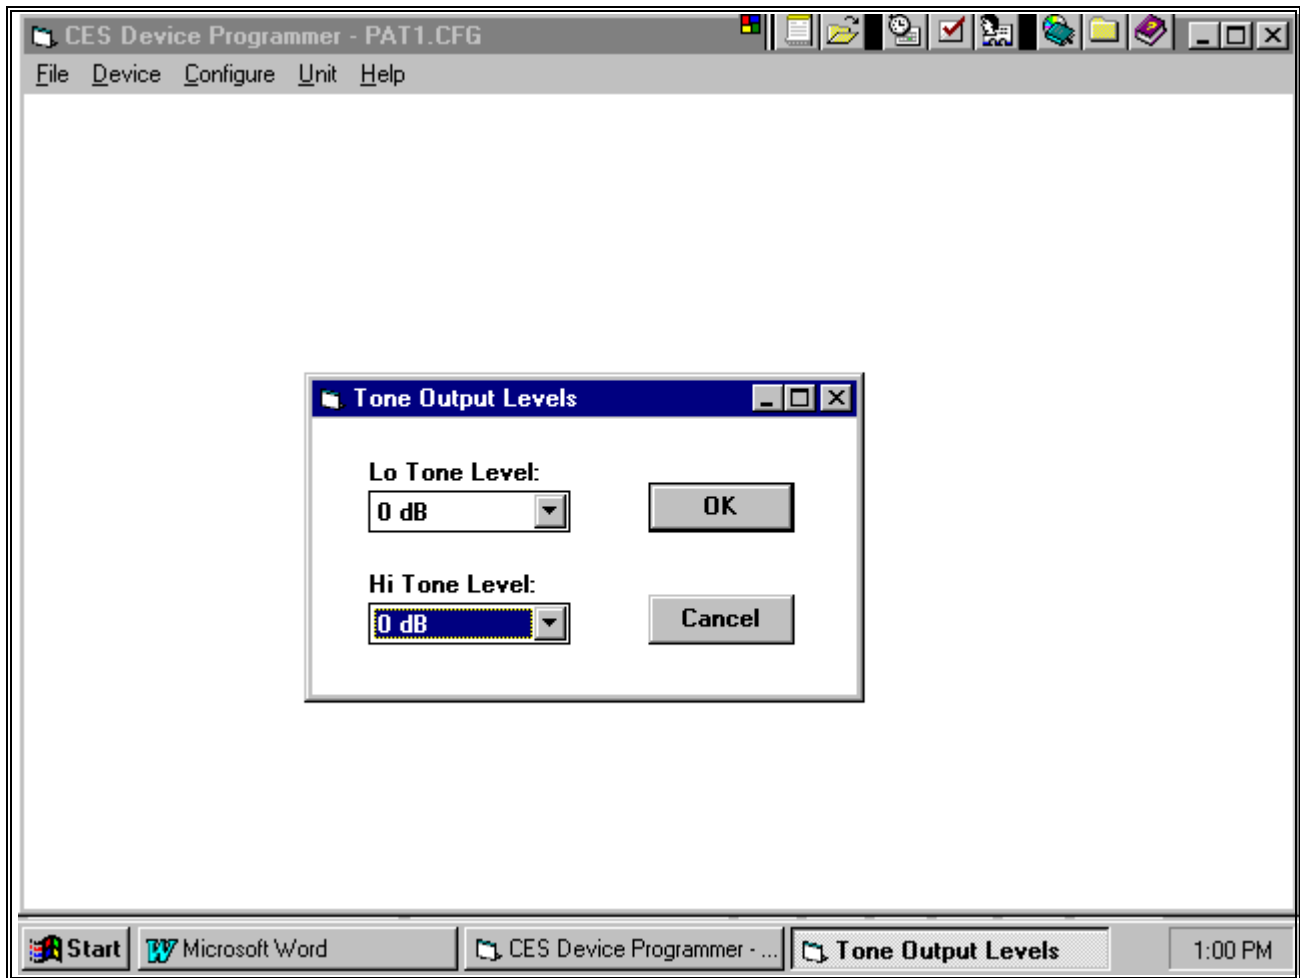 CES Device Programmer - PAT1.CFG
File Device Configure Unit Help
Tone Output Levels
Lo Tone Level:
0 dB
OK
Hi Tone Level:
0 dB
Cancel
Start
Microsoft Word
CES Device Programmer - ...
Tone Output Levels
1:00 PM